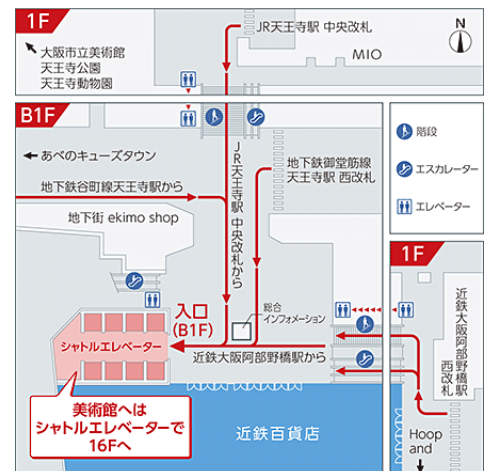 1F
JR天王寺駅 中央改札
N
MIO
大阪市立美術館
天王寺公園
天王寺動物園
B1F
あべのキューズタウン
地下鉄谷町線天王寺駅から
地下街 ekimo shop
JR天王寺駅 中央改札から
地下鉄御堂筋線
天王寺駅 西改札
階段
エスカレーター
エレベーター
1F
入口
(B1F)
総合
インフォメーション
シャトルエレベーター
近鉄大阪阿部野橋駅から
近鉄大阪阿部野橋駅
西改札
美術館へは
シャトルエレベーターで
16Fへ
近鉄百貨店
Hoop
and